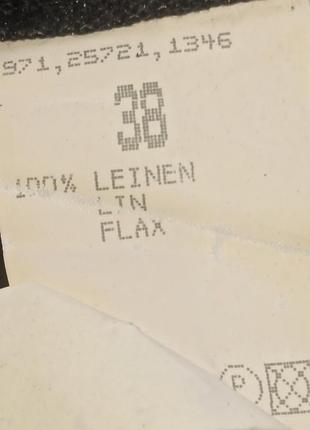 971,25721,1346
38
100% LEINEN
LIN
FLAX
P